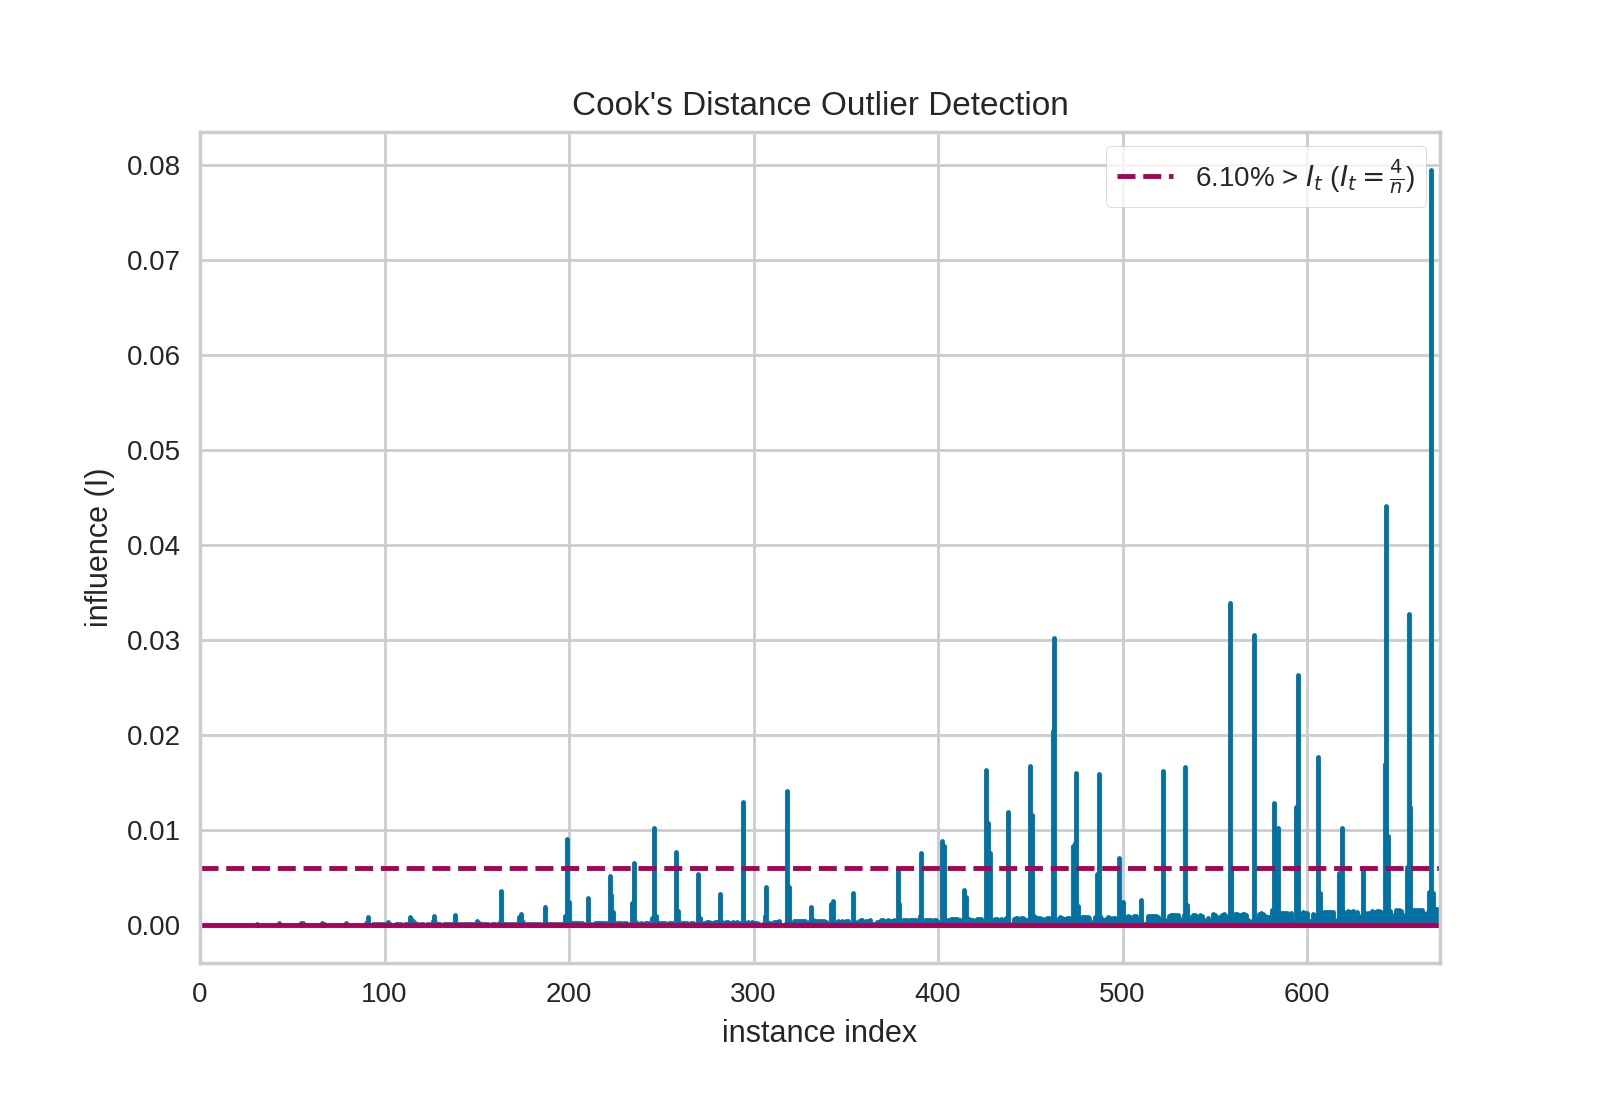 Cook's Distance Outlier Detection
6.10% > I_t (I_t = 4/n)
0.08
0.07
0.06
0.05
0.04
0.03
0.02
0.01
0.00
influence (I)
0 100 200 300 400 500 600
instance index